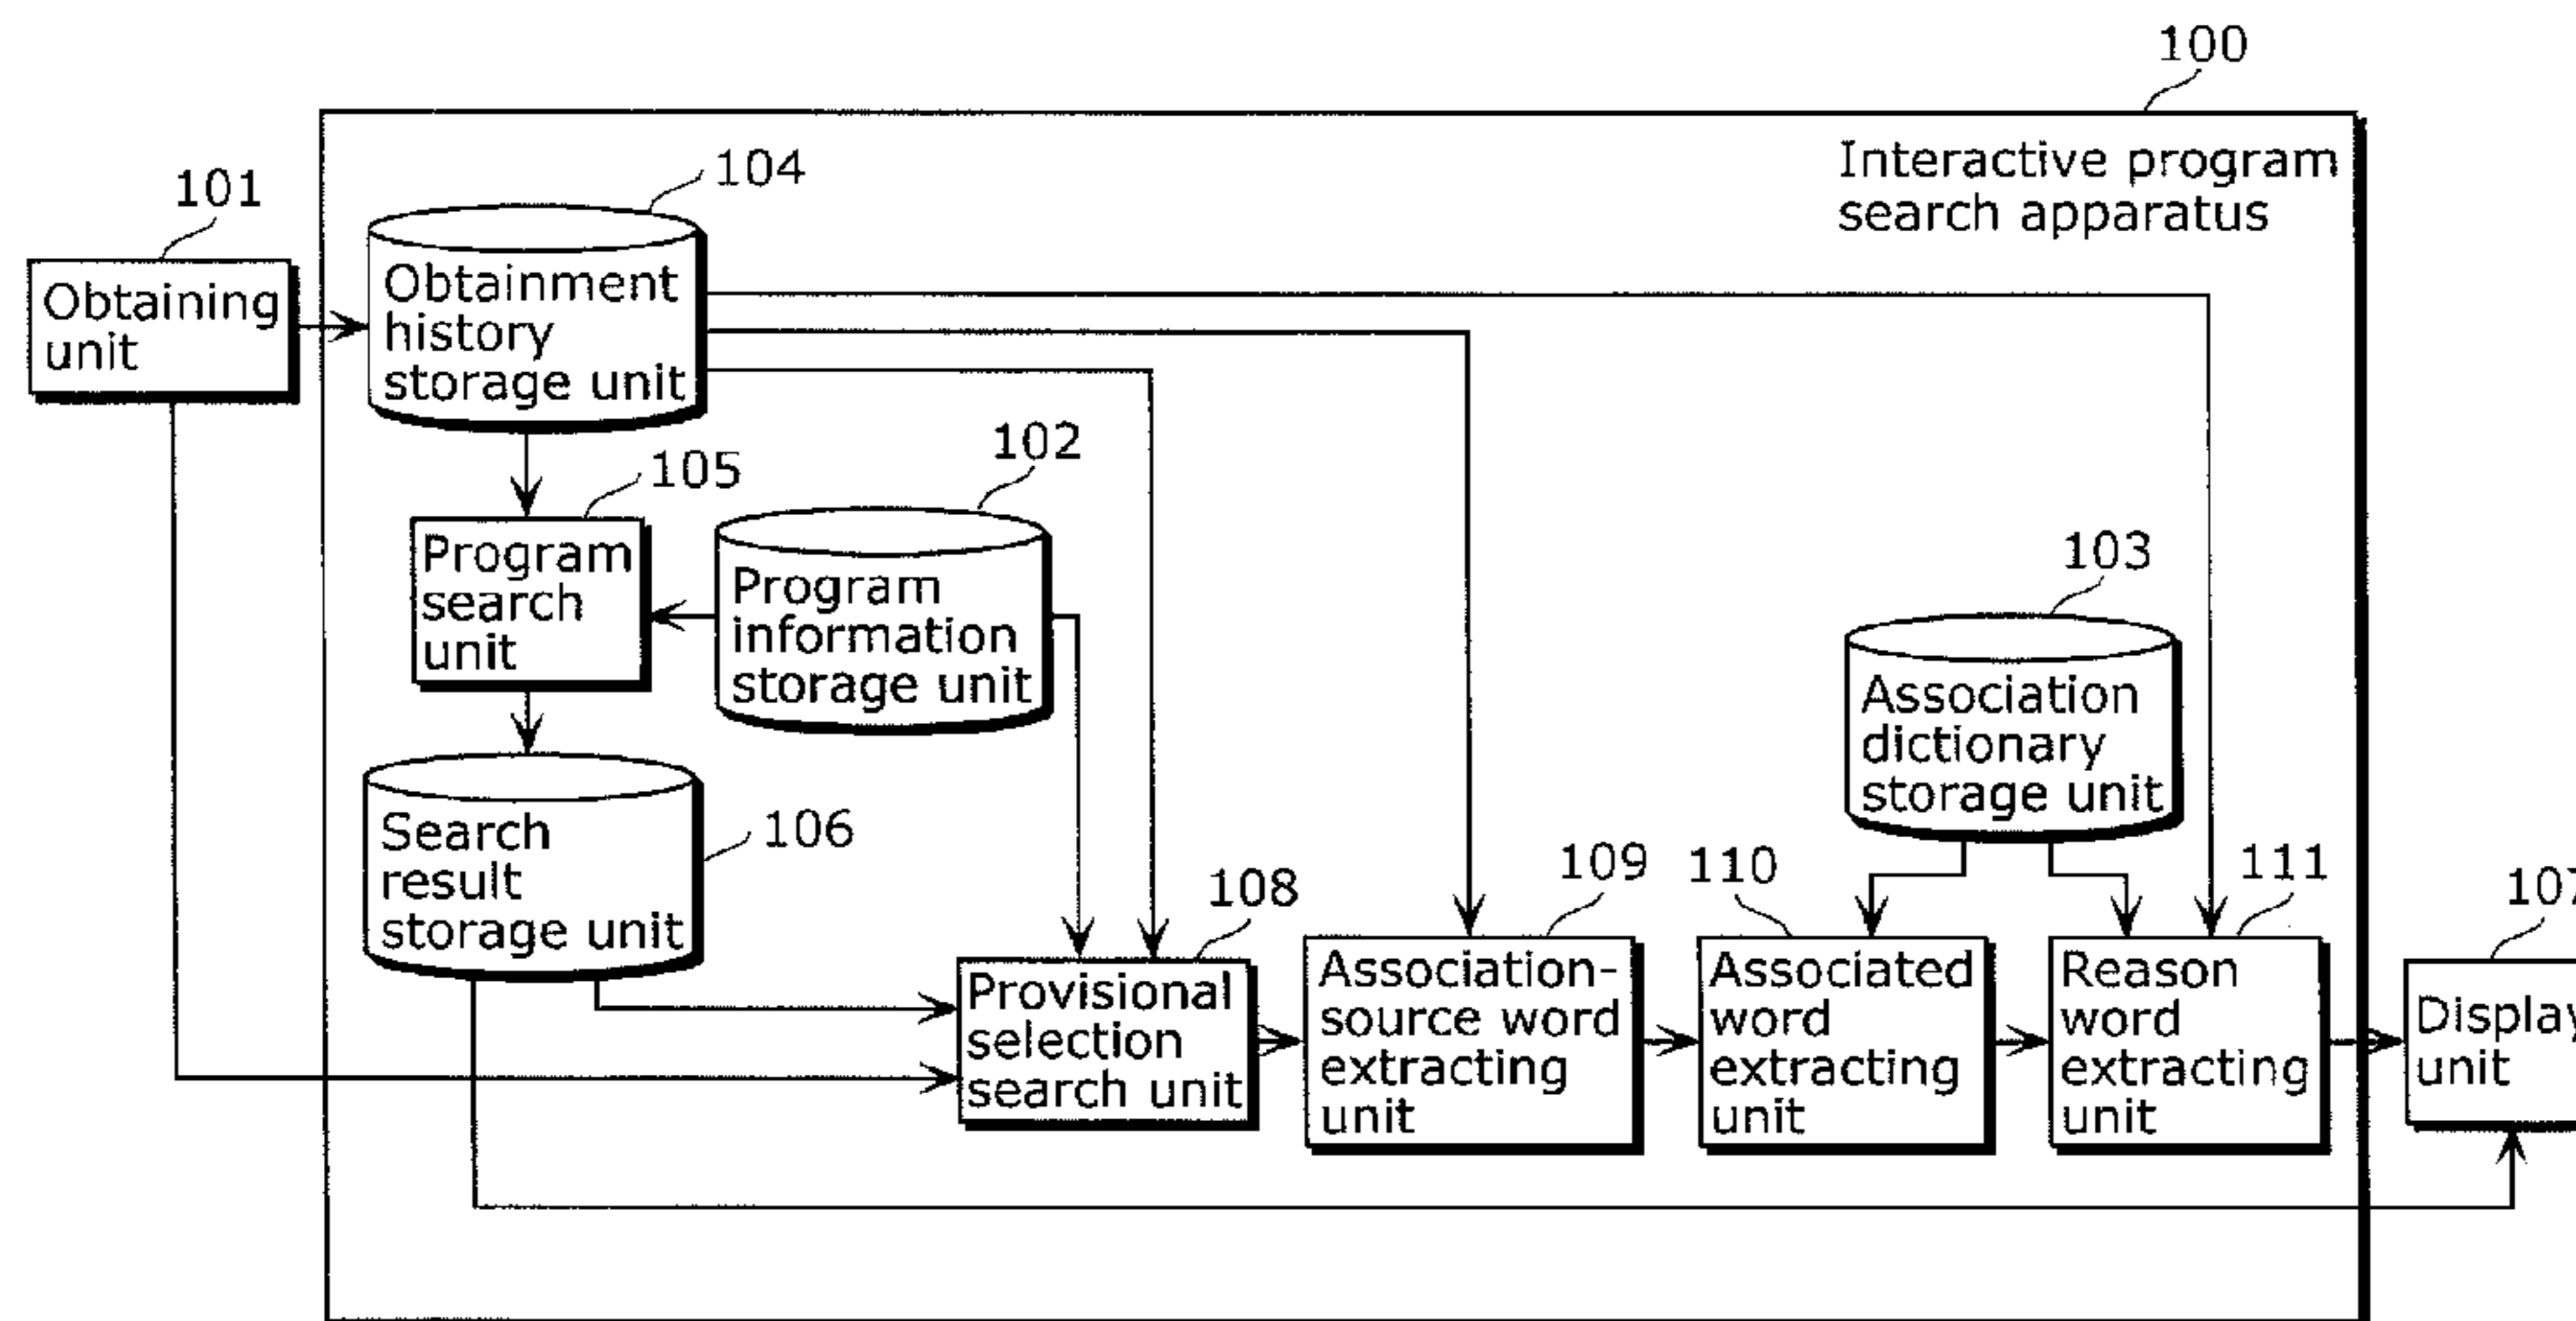 100
Interactive program
search apparatus
101
Obtaining
unit
104
Obtainment
history
storage unit
105
Program
search
unit
102
Program
information
storage unit
103
Association
dictionary
storage unit
106
Search
result
storage unit
108
Provisional
selection
search unit
109
Association-
source word
extracting
unit
110
Associated
word
extracting
unit
111
Reason
word
extracting
unit
107
Display
unit